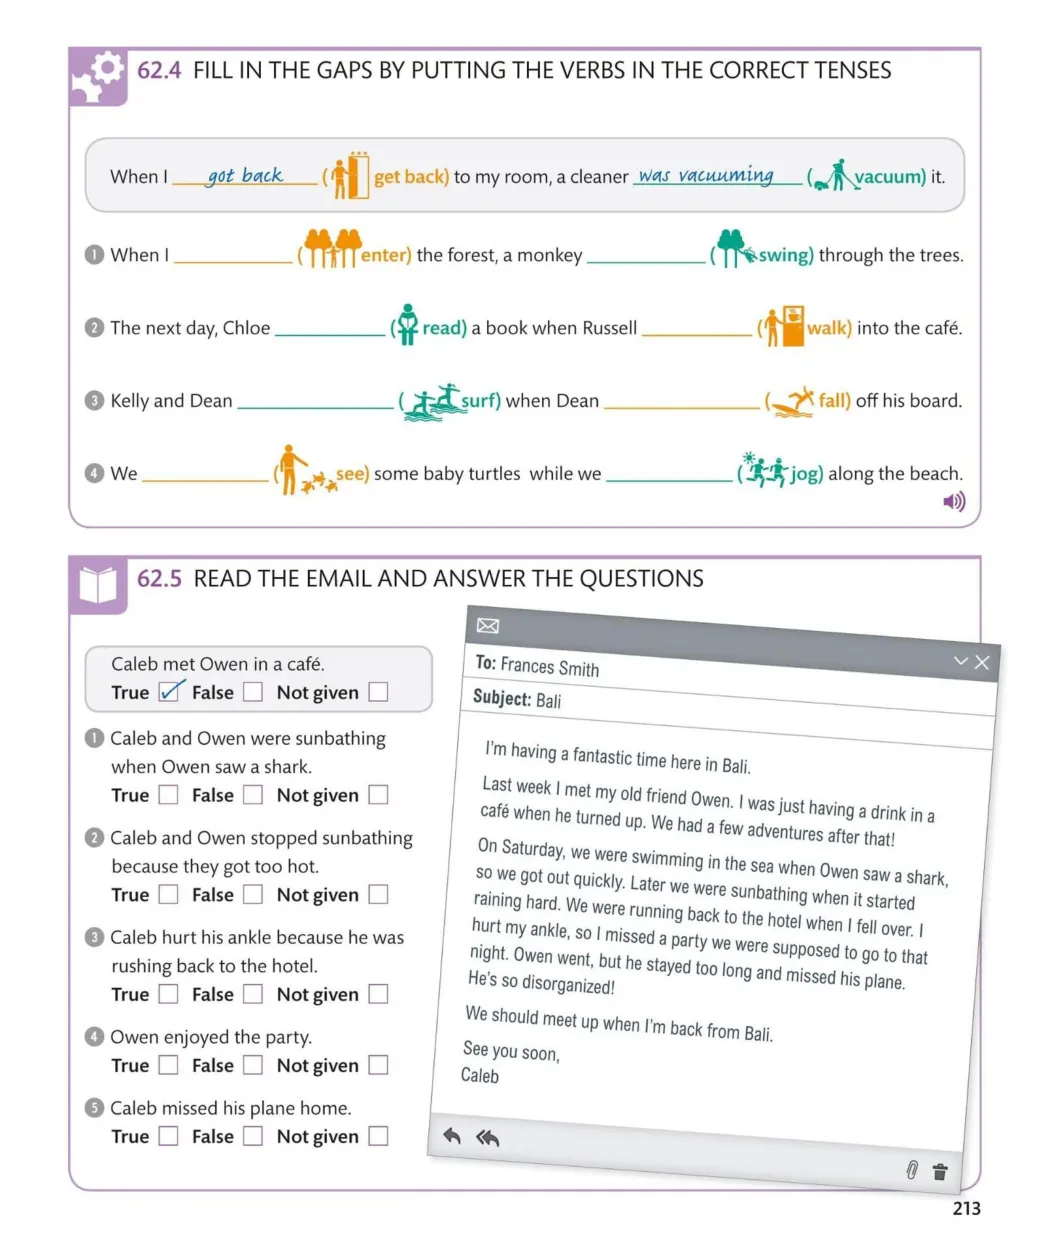 62.4 FILL IN THE GAPS BY PUTTING THE VERBS IN THE CORRECT TENSES
When I got back (get back) to my room, a cleaner was vacuuming (vacuum) it.
1 When I ____________ (enter) the forest, a monkey ____________ (swing) through the trees.
2 The next day, Chloe ____________ (read) a book when Russell ____________ (walk) into the café.
3 Kelly and Dean ____________ (surf) when Dean ____________ (fall) off his board.
4 We ____________ (see) some baby turtles while we ____________ (jog) along the beach.
62.5 READ THE EMAIL AND ANSWER THE QUESTIONS
Caleb met Owen in a café.
True ✓ False Not given
1 Caleb and Owen were sunbathing
when Owen saw a shark.
True False Not given
2 Caleb and Owen stopped sunbathing
because they got too hot.
True False Not given
3 Caleb hurt his ankle because he was
rushing back to the hotel.
True False Not given
4 Owen enjoyed the party.
True False Not given
5 Caleb missed his plane home.
True False Not given
To: Frances Smith
Subject: Bali
I'm having a fantastic time here in Bali.
Last week I met my old friend Owen. I was just having a drink in a
café when he turned up. We had a few adventures after that!
On Saturday, we were swimming in the sea when Owen saw a shark,
so we got out quickly. Later we were sunbathing when it started
raining hard. We were running back to the hotel when I fell over. I
hurt my ankle, so I missed a party we were supposed to go to that
night. Owen went, but he stayed too long and missed his plane.
He's so disorganized!
We should meet up when I'm back from Bali.
See you soon,
Caleb
213